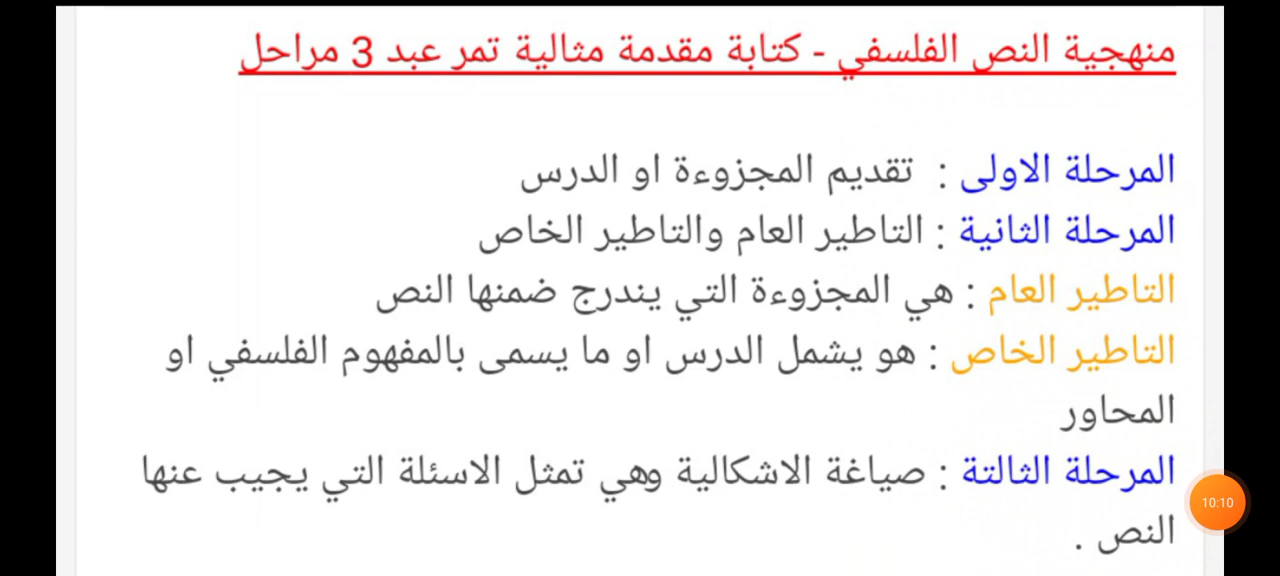 منهجية النص الفلسفي - كتابة مقدمة مثالية تمر عبد 3 مراحل
المرحلة الاولى : تقديم المجزوءة او الدرس
المرحلة الثانية : التاطير العام والتاطير الخاص
التاطير العام : هي المجزوءة التي يندرج ضمنها النص
التاطير الخاص : هو يشمل الدرس او ما يسمى بالمفهوم الفلسفي او
المحاور
المرحلة الثالتة : صياغة الاشكالية وهي تمثل الاسئلة التي يجيب عنها
النص .
10:10